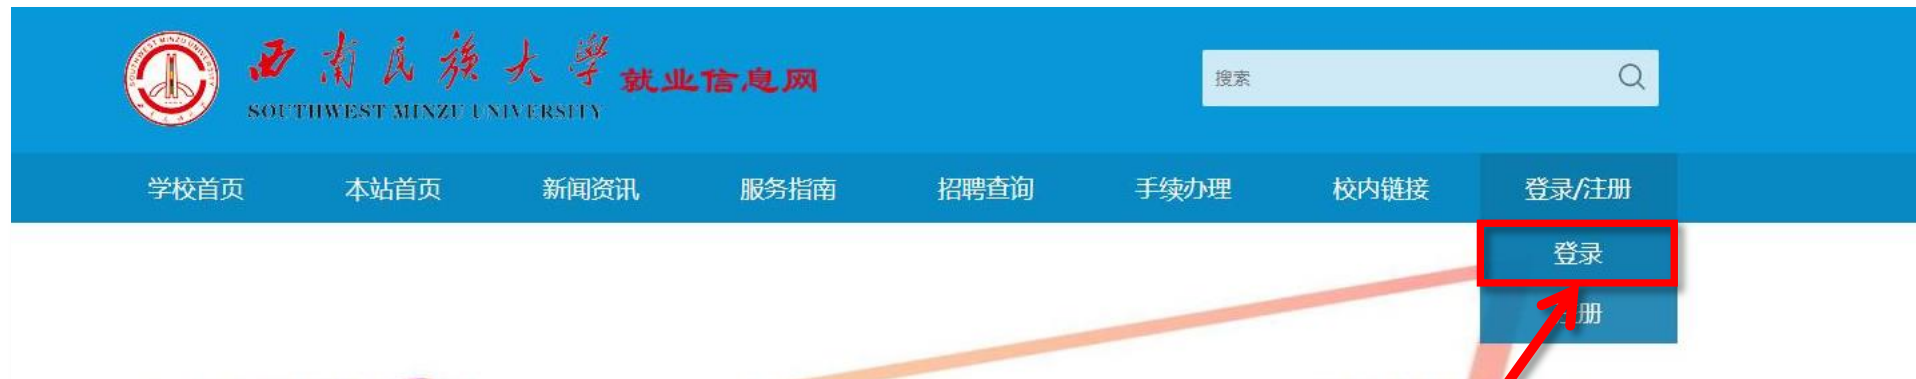 西南民族大學 就业信息网
SOUTHWEST MINZU UNIVERSITY
搜索
学校首页 本站首页 新闻资讯 服务指南 招聘查询 手续办理 校内链接 登录/注册
登录
册